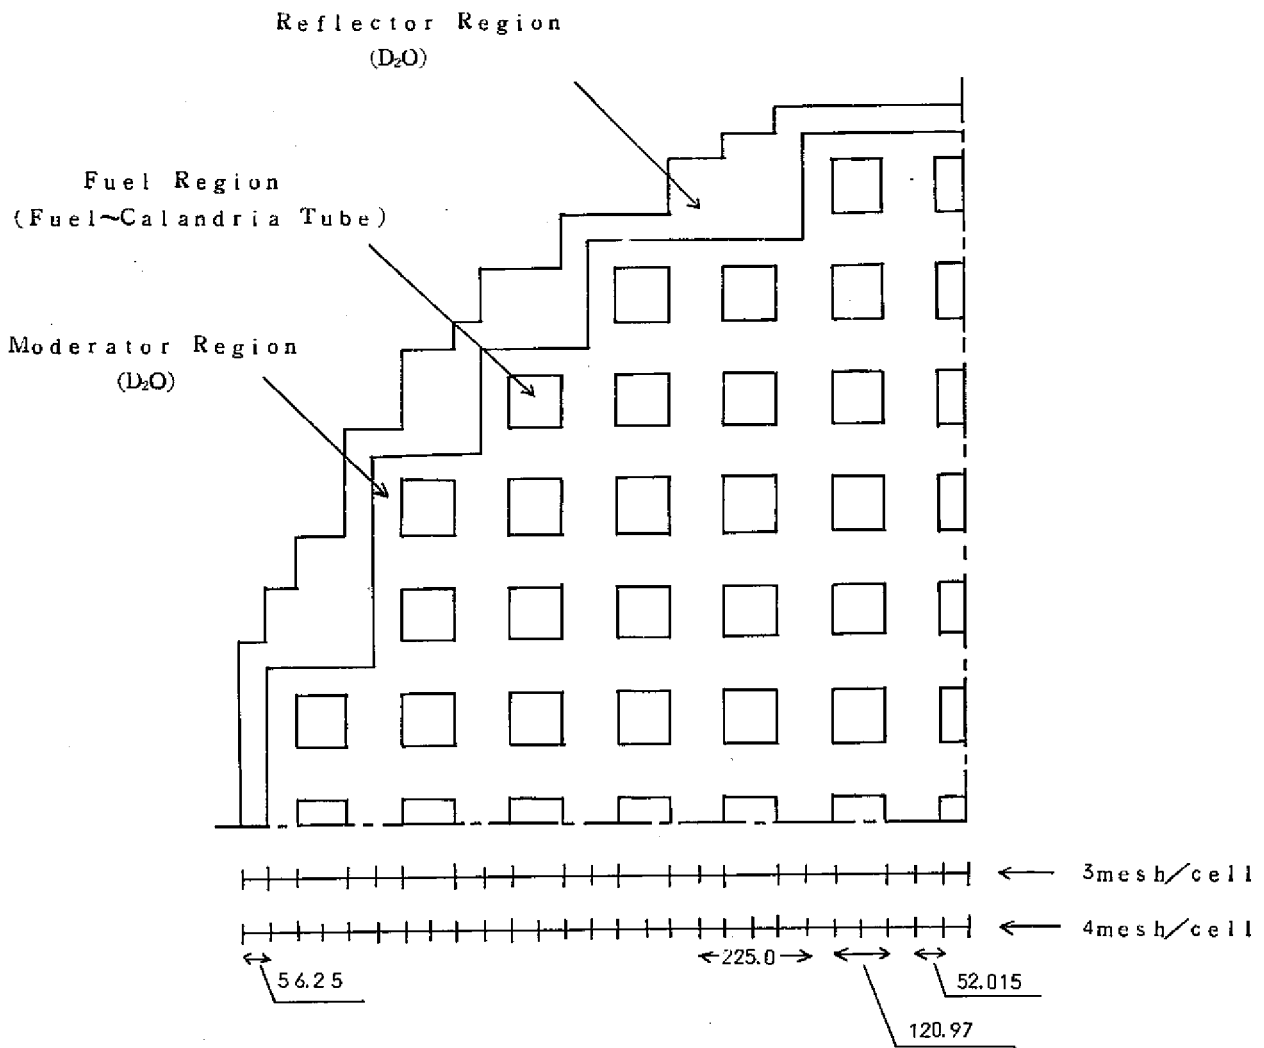 Reflector Region
(D₂O)
Fuel Region
(Fuel~Calandria Tube)
Moderator Region
(D₂O)
3mesh/cell
4mesh/cell
56.25
225.0
52.015
120.97